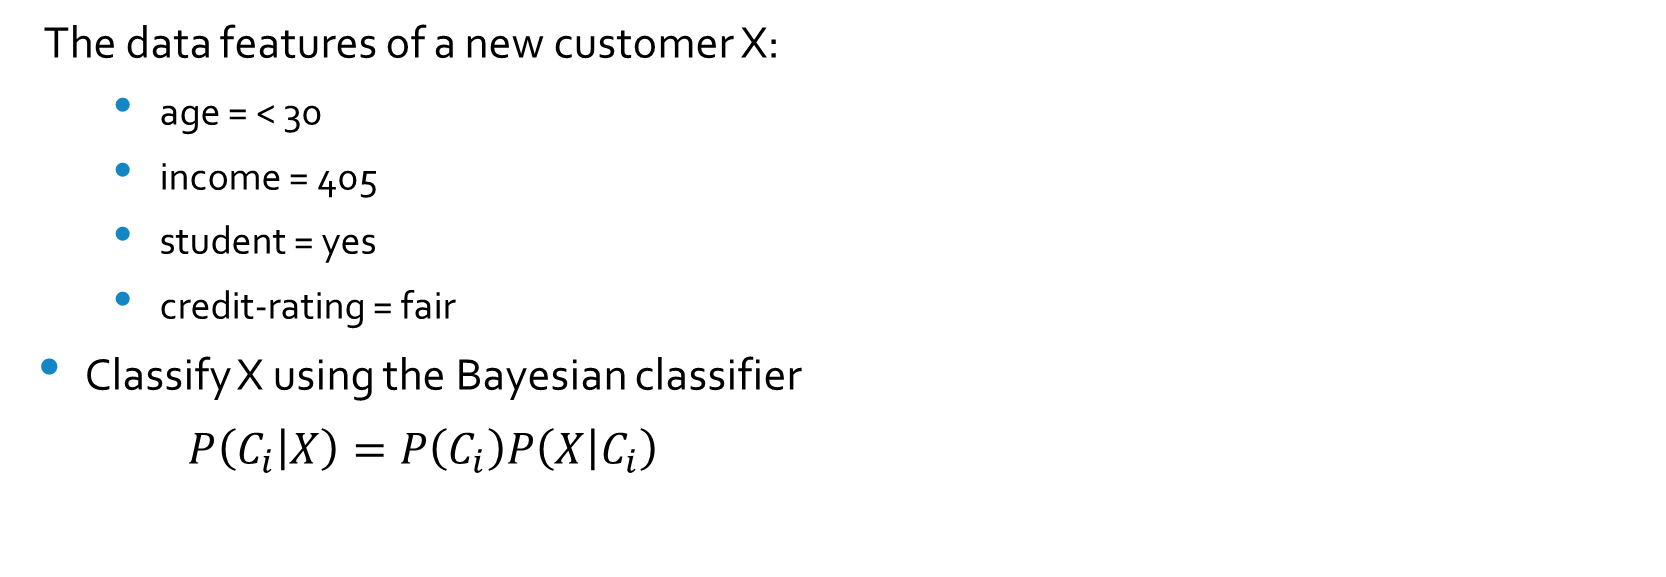 The data features of a new customer X:
• age = < 30
• income = 405
• student = yes
• credit-rating = fair
• Classify X using the Bayesian classifier
P(Cᵢ|X) = P(Cᵢ)P(X|Cᵢ)